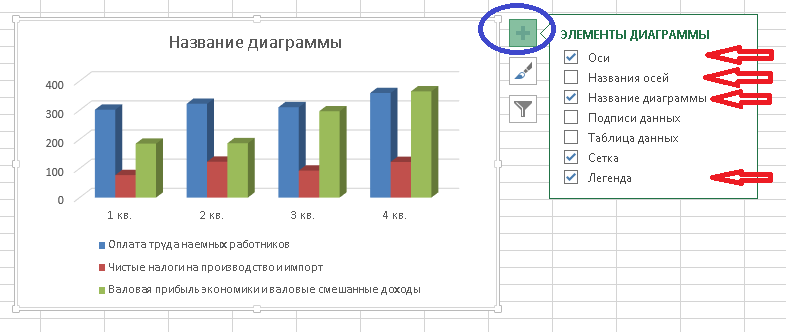 Название диаграммы
400
300
200
100
0
1 кв.
2 кв.
3 кв.
4 кв.
Оплата труда наемных работников
Чистые налоги на производство и импорт
Валовая прибыль экономики и валовые смешанные доходы
ЭЛЕМЕНТЫ ДИАГРАММЫ
Оси
Названия осей
Название диаграммы
Подписи данных
Таблица данных
Сетка
Легенда